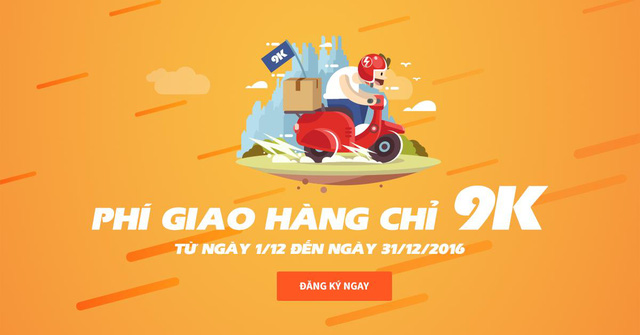 9K
PHÍ GIAO HÀNG CHỈ 9K
TỪ NGÀY 1/12 ĐẾN NGÀY 31/12/2016
ĐĂNG KÝ NGAY